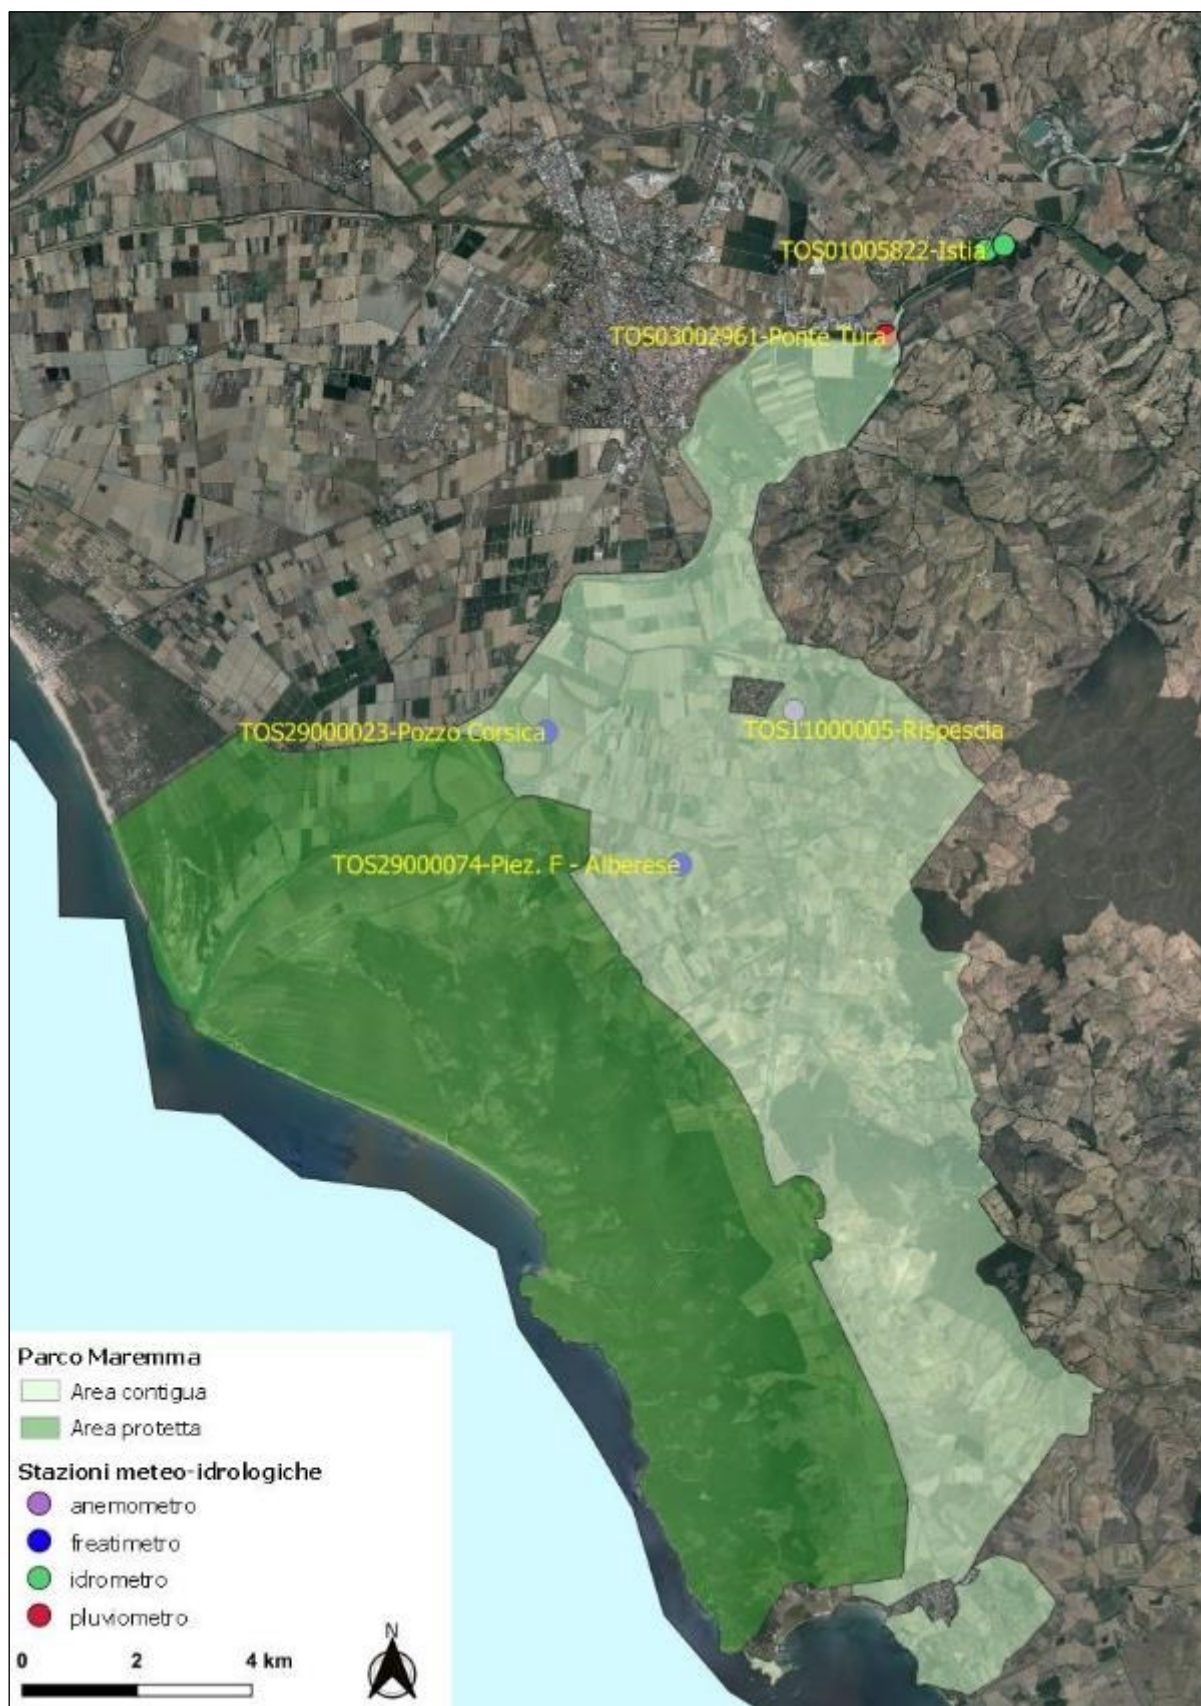 TOS01005822-Istia
TOS03002961-Ponte Tura
TOS29000023-Pozzo Corsica
TOS11000005-Rispescia
TOS29000074-Piez. F - Alberese
Parco Maremma
Area contigua
Area protetta
Stazioni meteo-idrologiche
anemometro
freatimetro
idrometro
pluviometro
N
0 2 4 km